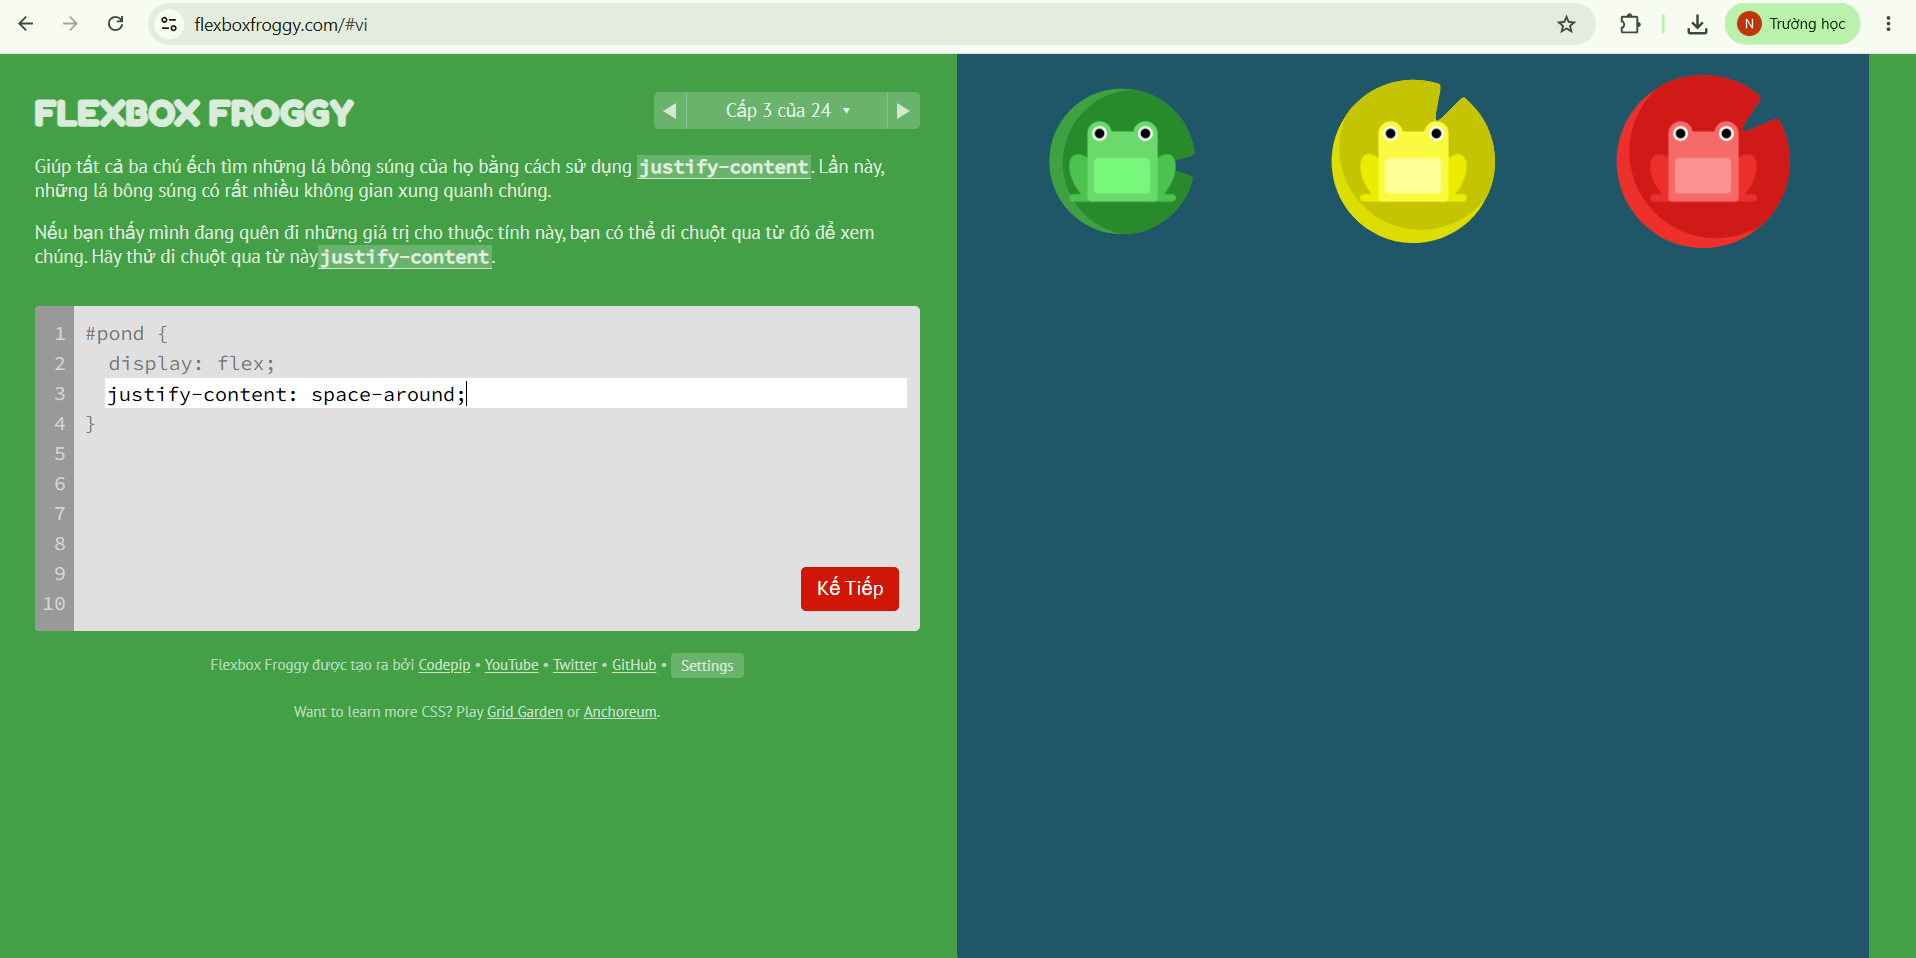 flexboxfroggy.com/#vi
N Trường học
FLEXBOX FROGGY
Cấp 3 của 24
Giúp tất cả ba chú ếch tìm những lá bông súng của họ bằng cách sử dụng justify-content. Lần này,
những lá bông súng có rất nhiều không gian xung quanh chúng.
Nếu bạn thấy mình đang quên đi những giá trị cho thuộc tính này, bạn có thể di chuột qua từ đó để xem
chúng. Hãy thử di chuột qua từ này justify-content.
1 #pond {
2 display: flex;
3 justify-content: space-around;
4 }
5
6
7
8
9
10
Kế Tiếp
Flexbox Froggy được tạo ra bởi Codepip • YouTube • Twitter • GitHub • Settings
Want to learn more CSS? Play Grid Garden or Anchoreum.